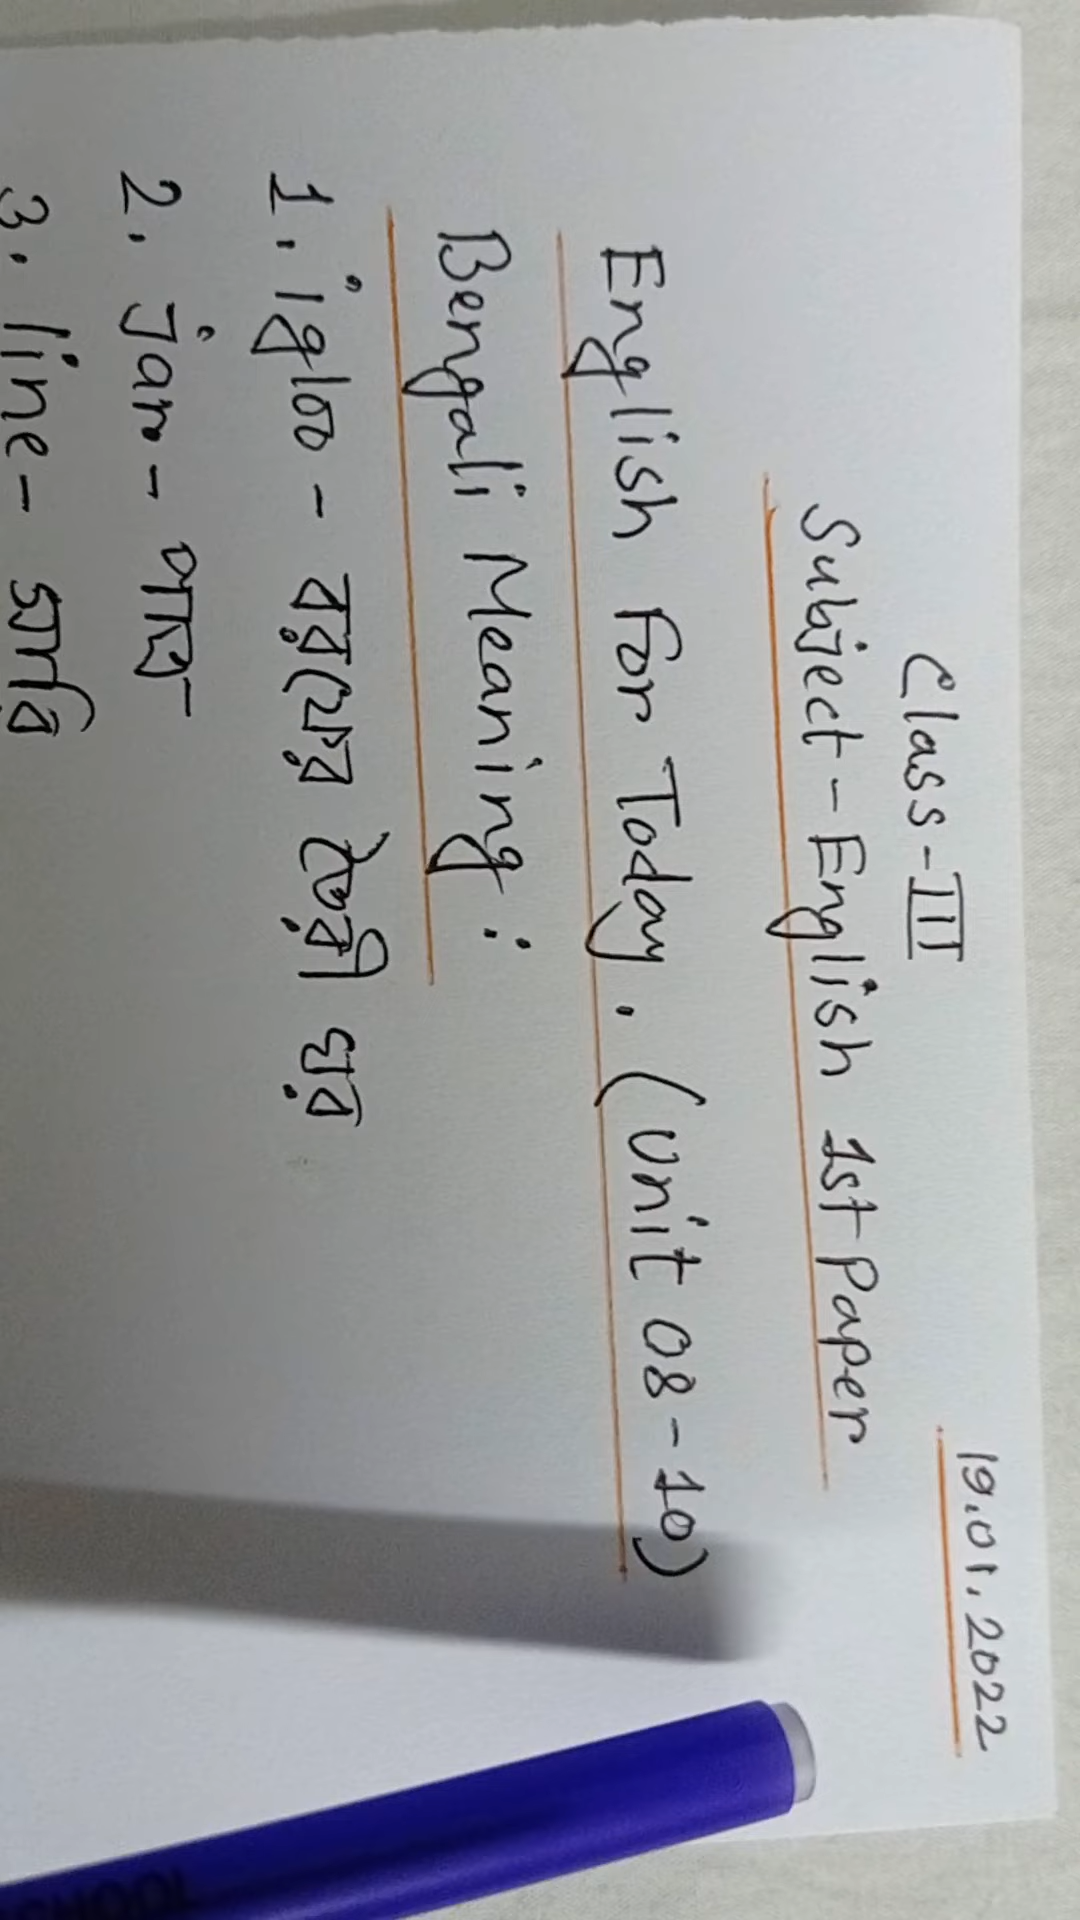 19.01.2022
Class-III
Subject-English 1st Paper
English For Today. (Unit 08-10)
Bengali Meaning:
1. igloo - বরফের তৈরী ঘর
2. jar - পাত্র
3. line - সারি